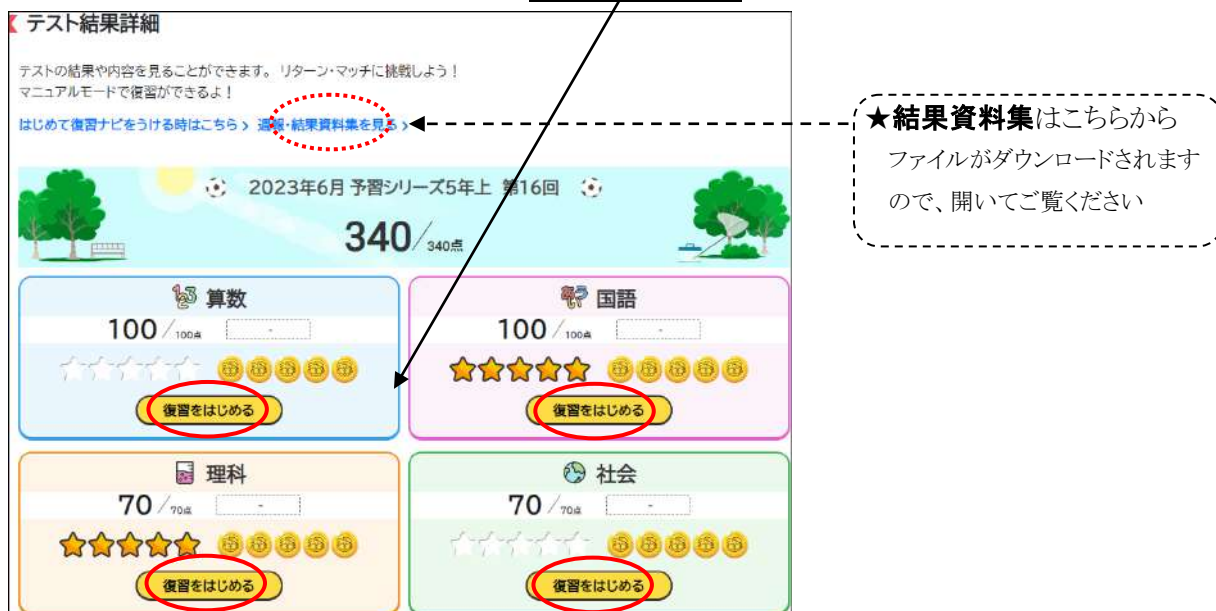 テスト結果詳細
テストの結果や内容を見ることができます。 リターン・マッチに挑戦しよう！
マニュアルモードで復習ができるよ！
はじめて復習ナビをうける時はこちら > 週報・結果資料集を見る >
★結果資料集はこちらから
ファイルがダウンロードされます
ので、開いてご覧ください
2023年6月 予習シリーズ5年上 第16回
340/340点
算数
100/100点 -
復習をはじめる
国語
100/100点 -
復習をはじめる
理科
70/70点 -
復習をはじめる
社会
70/70点 -
復習をはじめる